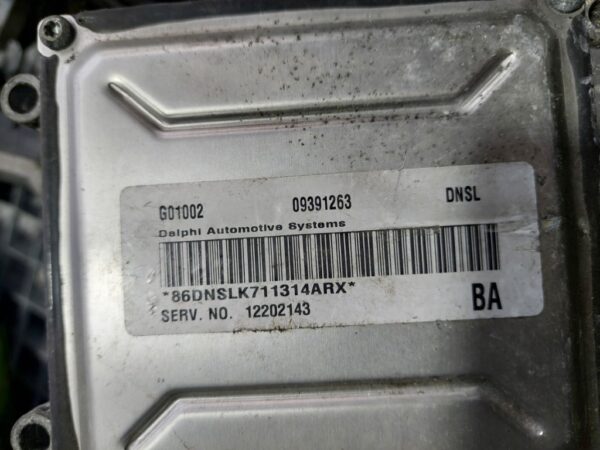 G01002 09391263 DNSL
Delphi Automotive Systems
*86DNSLK711314ARX*
SERV. NO. 12202143 BA